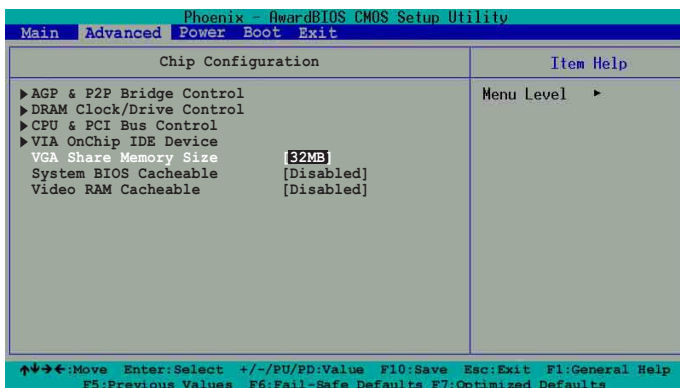 Phoenix - AwardBIOS CMOS Setup Utility
Main Advanced Power Boot Exit
Chip Configuration
Item Help
▶AGP & P2P Bridge Control
▶DRAM Clock/Drive Control
▶CPU & PCI Bus Control
▶VIA OnChip IDE Device
VGA Share Memory Size [32MB]
System BIOS Cacheable [Disabled]
Video RAM Cacheable [Disabled]
Menu Level ▶
↑↓→←:Move Enter:Select +/-/PU/PD:Value F10:Save Esc:Exit F1:General Help
F5:Previous Values F6:Fail-Safe Defaults F7:Optimized Defaults